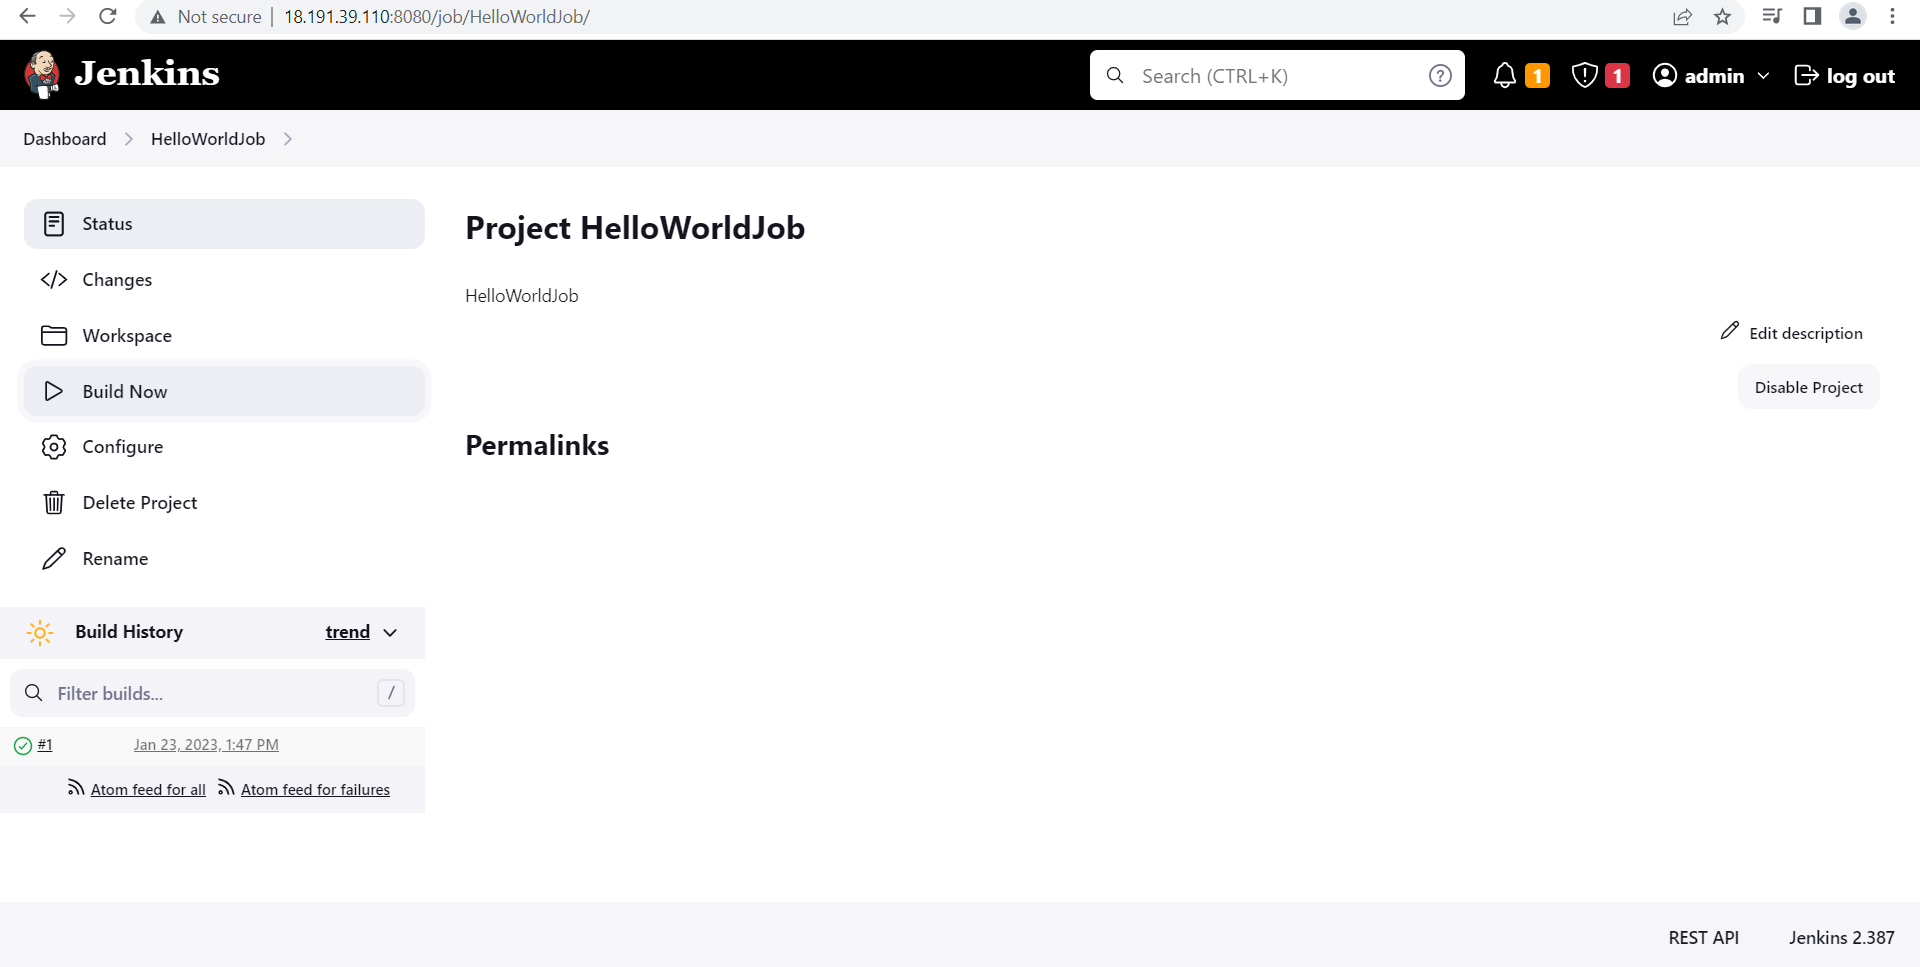 Not secure | 18.191.39.110:8080/job/HelloWorldJob/
Jenkins
Search (CTRL+K)
?
1
1
admin
log out
Dashboard
HelloWorldJob
Status
Changes
Workspace
Build Now
Configure
Delete Project
Rename
Build History
trend
Filter builds...
/
#1
Jan 23, 2023, 1:47 PM
Atom feed for all
Atom feed for failures
Project HelloWorldJob
HelloWorldJob
Edit description
Disable Project
Permalinks
REST API
Jenkins 2.387